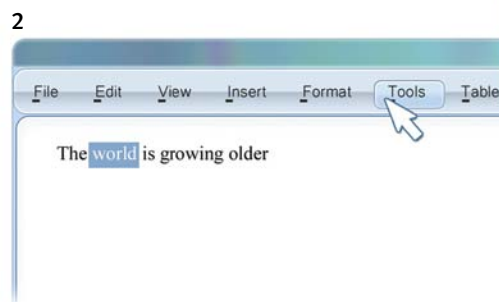 2
File Edit View Insert Format Tools Table
The world is growing older